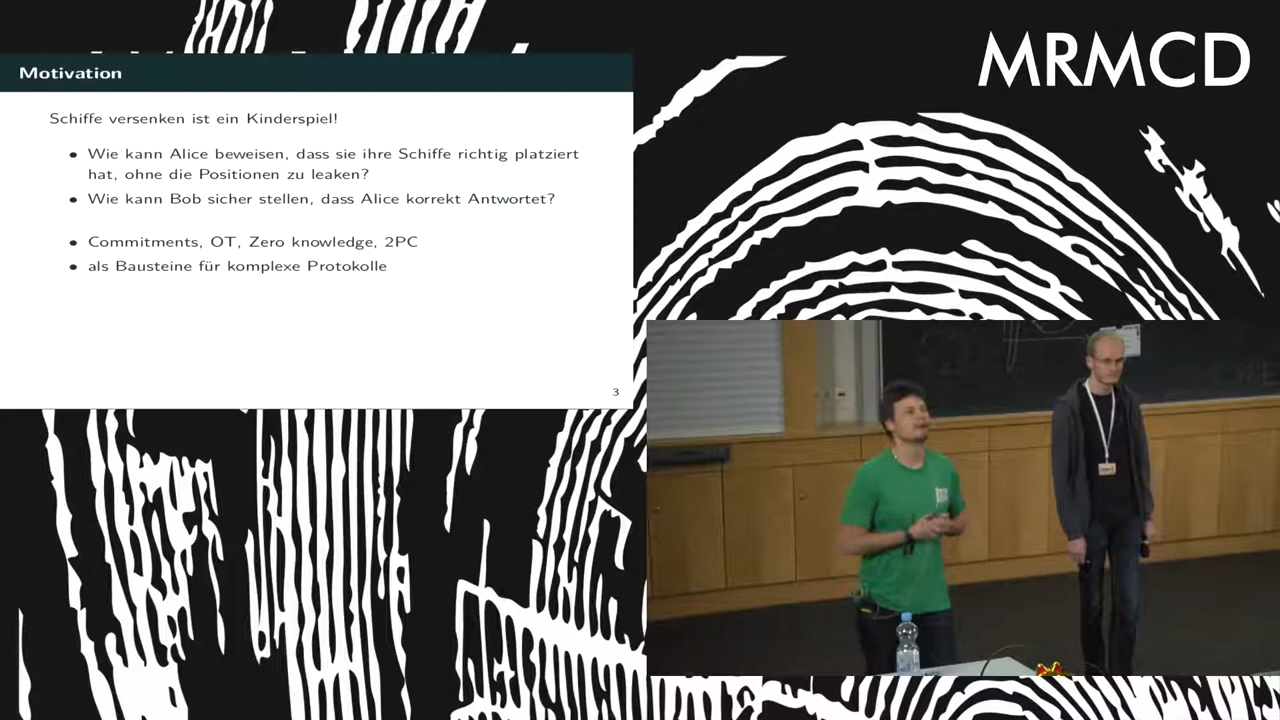 MRMCD
Motivation
Schiffe versenken ist ein Kinderspiel!
• Wie kann Alice beweisen, dass sie ihre Schiffe richtig platziert
hat, ohne die Positionen zu leaken?
• Wie kann Bob sicher stellen, dass Alice korrekt Antwortet?
• Commitments, OT, Zero knowledge, 2PC
• als Bausteine für komplexe Protokolle
3